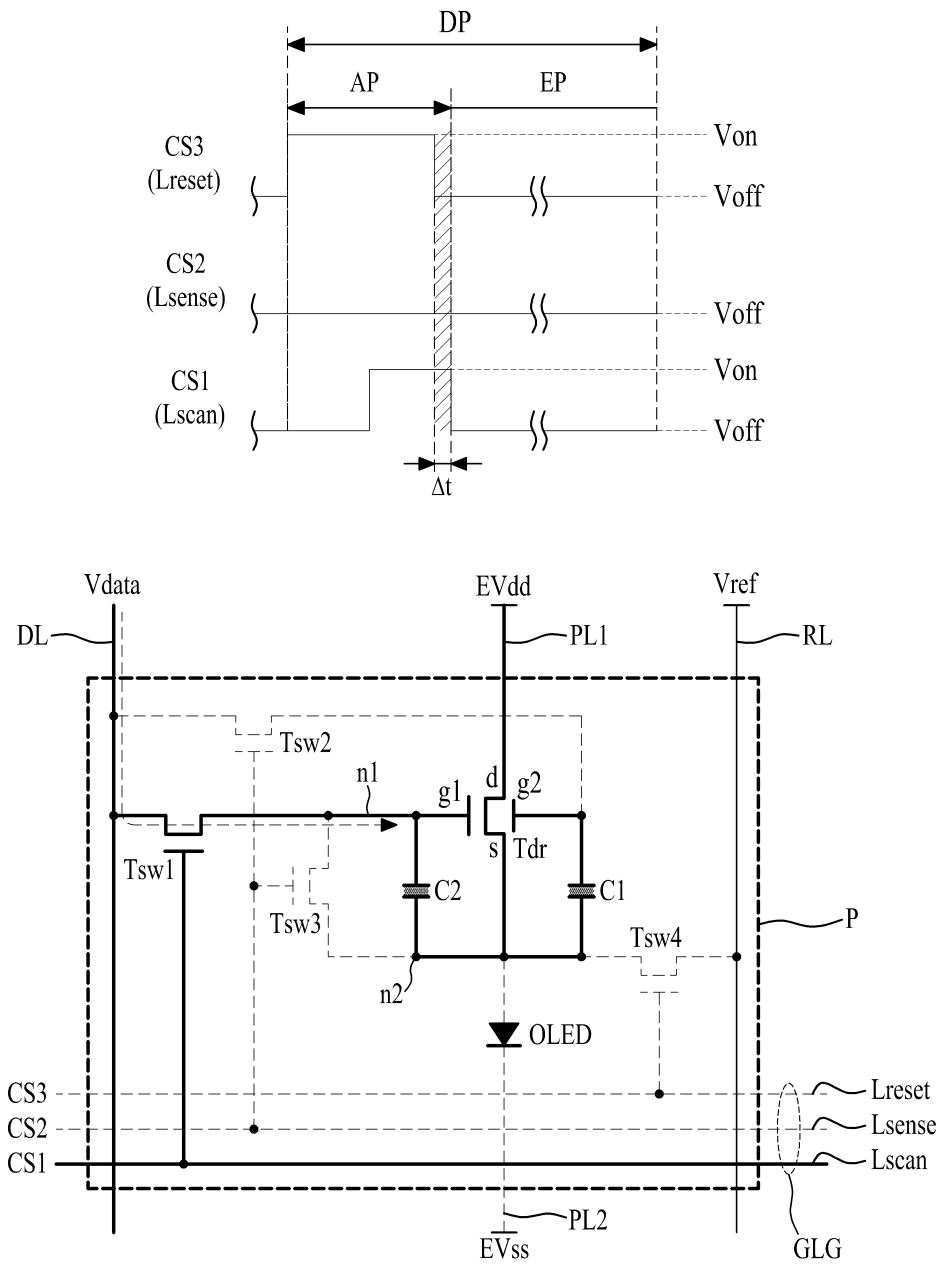 DP
AP EP
CS3
(Lreset)
Von
Voff
CS2
(Lsense)
Voff
CS1
(Lscan)
Von
Voff
Δt
Vdata EVdd Vref
DL PL1 RL
Tsw2
n1 g1 d g2
s Tdr
Tsw1
C2 C1
Tsw3
Tsw4
P
n2
OLED
CS3 Lreset
CS2 Lsense
CS1 Lscan
PL2
EVss
GLG